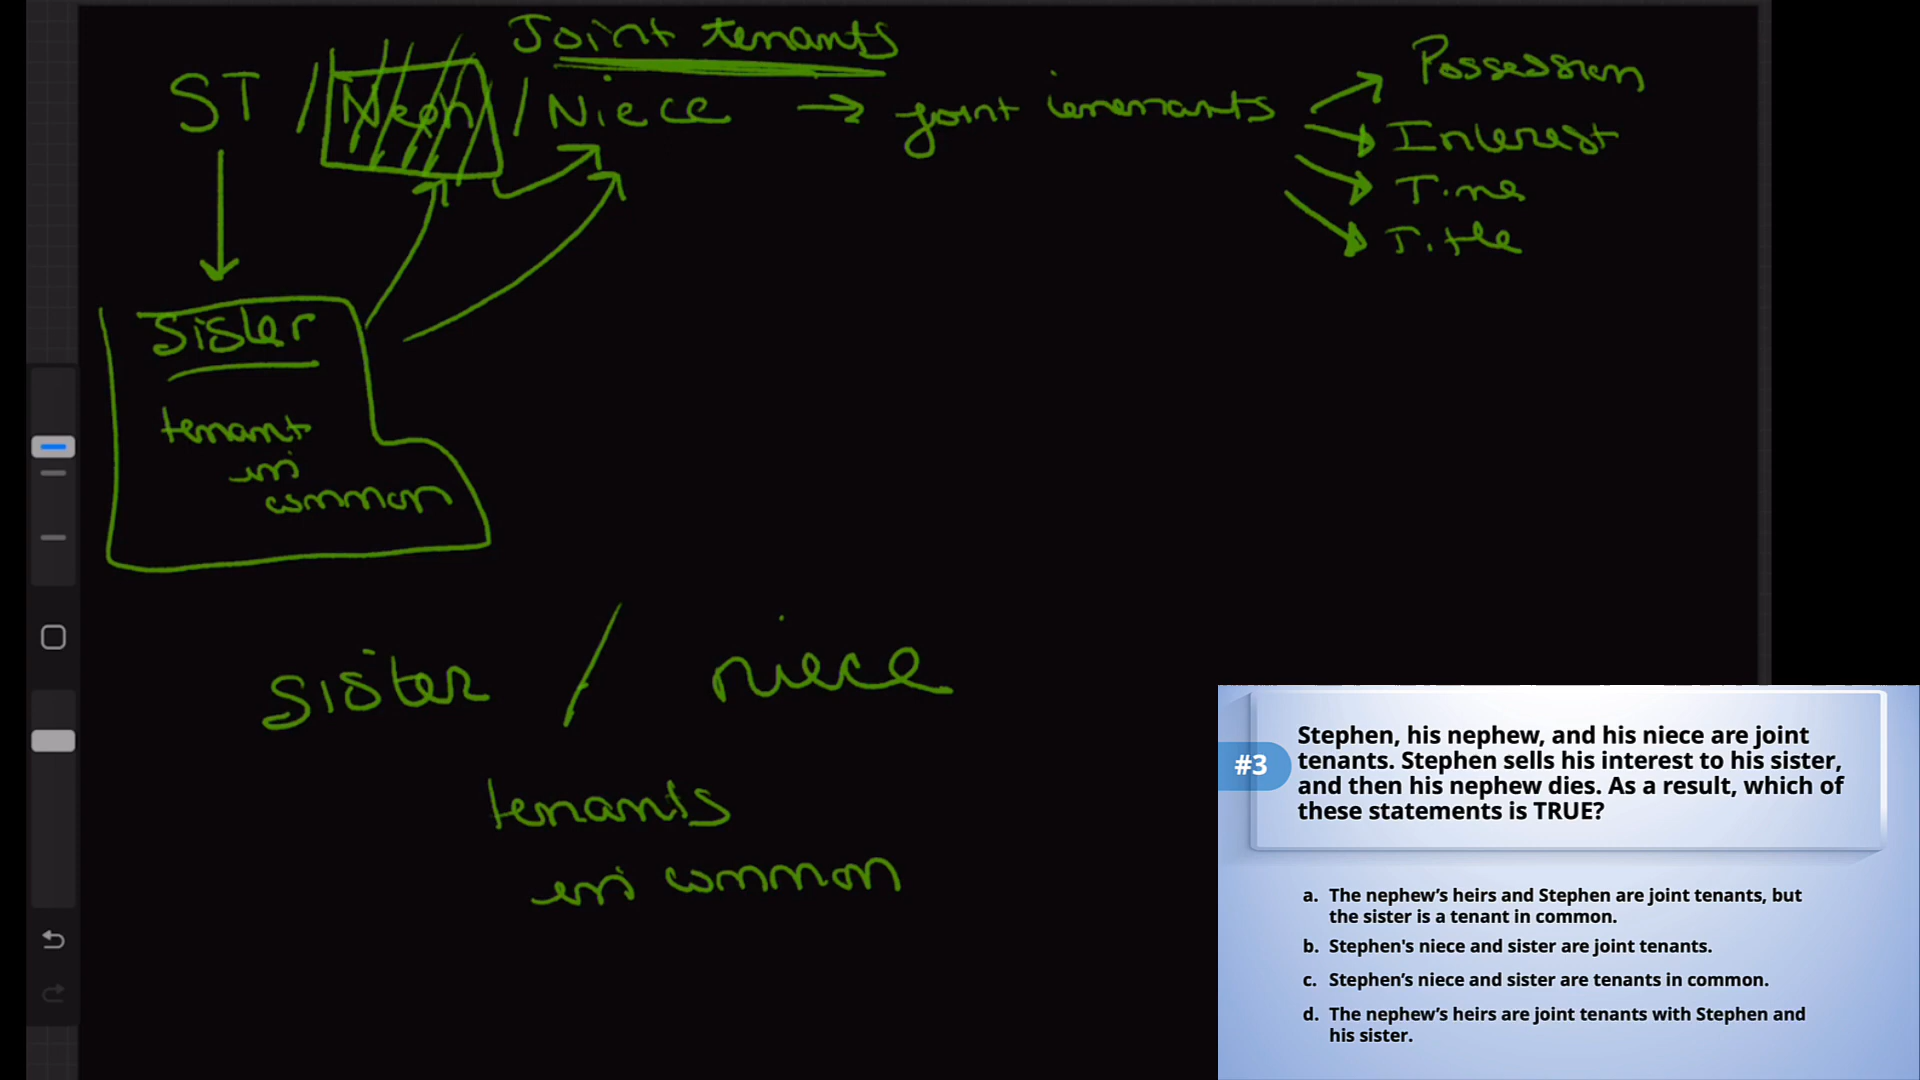 Joint tenants
ST / Neph / Niece → joint tenenants
Possession
Interest
Time
Title
Sister
tenant
in
common
sister / niece
tenants
in common
#3
Stephen, his nephew, and his niece are joint
tenants. Stephen sells his interest to his sister,
and then his nephew dies. As a result, which of
these statements is TRUE?
a. The nephew’s heirs and Stephen are joint tenants, but
the sister is a tenant in common.
b. Stephen's niece and sister are joint tenants.
c. Stephen’s niece and sister are tenants in common.
d. The nephew’s heirs are joint tenants with Stephen and
his sister.